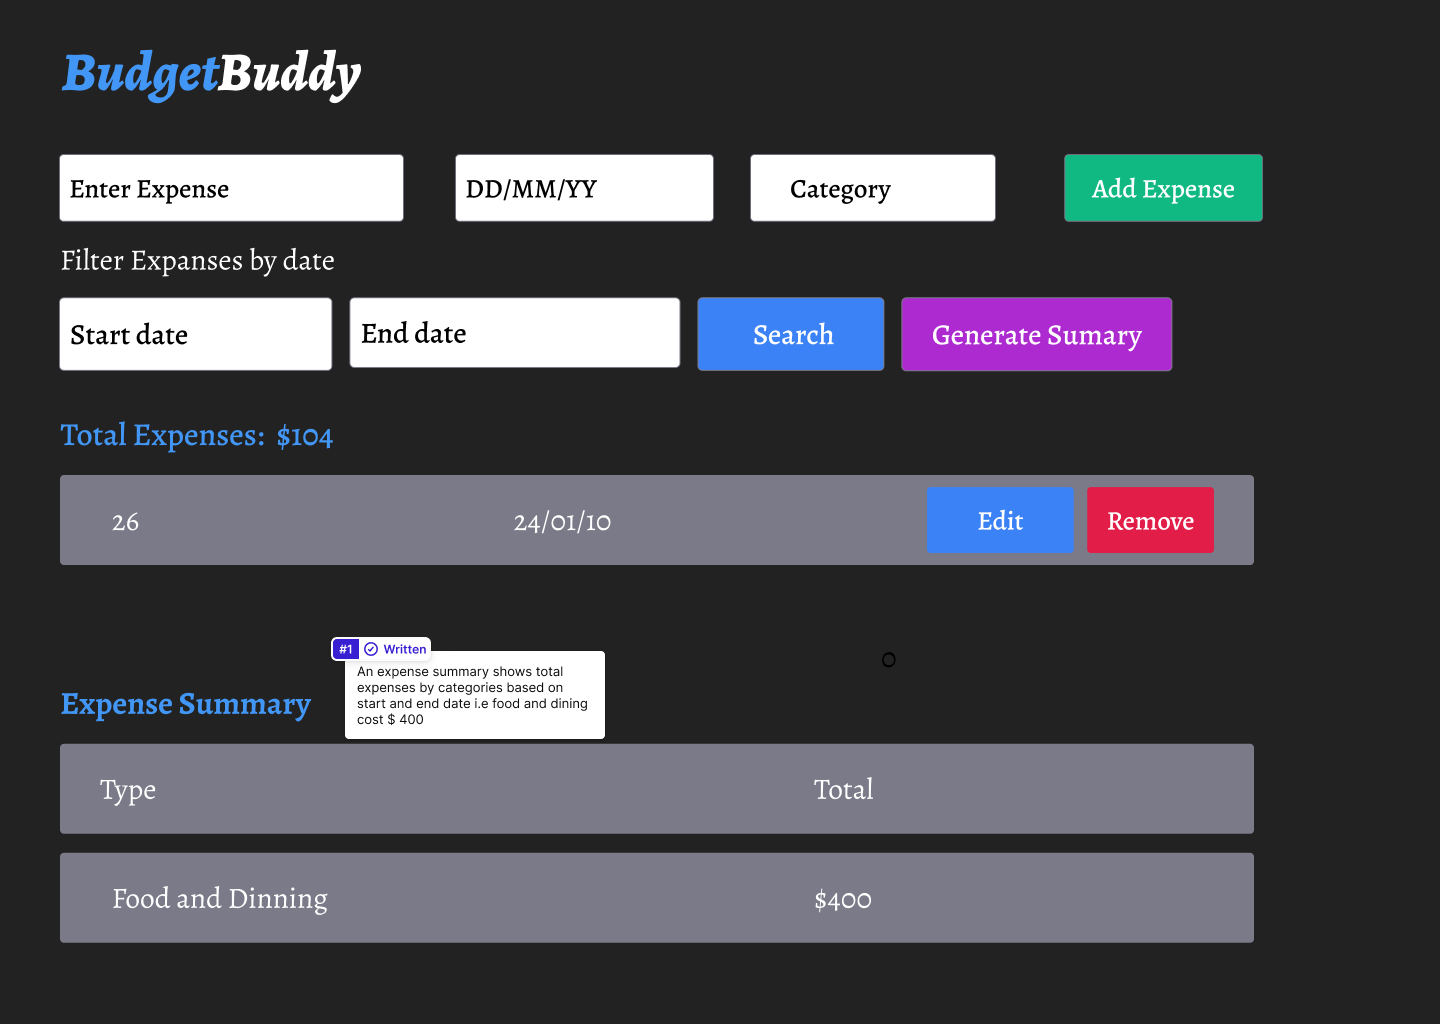 BudgetBuddy
Enter Expense
DD/MM/YY
Category
Add Expense
Filter Expanses by date
Start date
End date
Search
Generate Sumary
Total Expenses: $104
26
24/01/10
Edit
Remove
#1 Written
An expense summary shows total
expenses by categories based on
start and end date i.e food and dining
cost $ 400
o
Expense Summary
Type
Total
Food and Dinning
$400